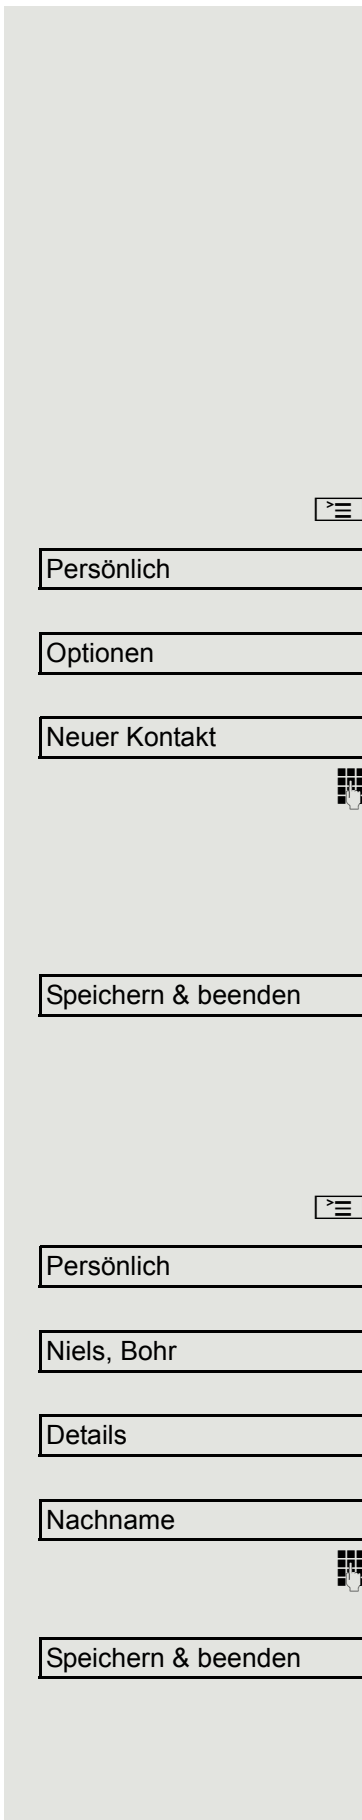 Persönlich
Optionen
Neuer Kontakt
Speichern & beenden
Persönlich
Niels, Bohr
Details
Nachname
Speichern & beenden